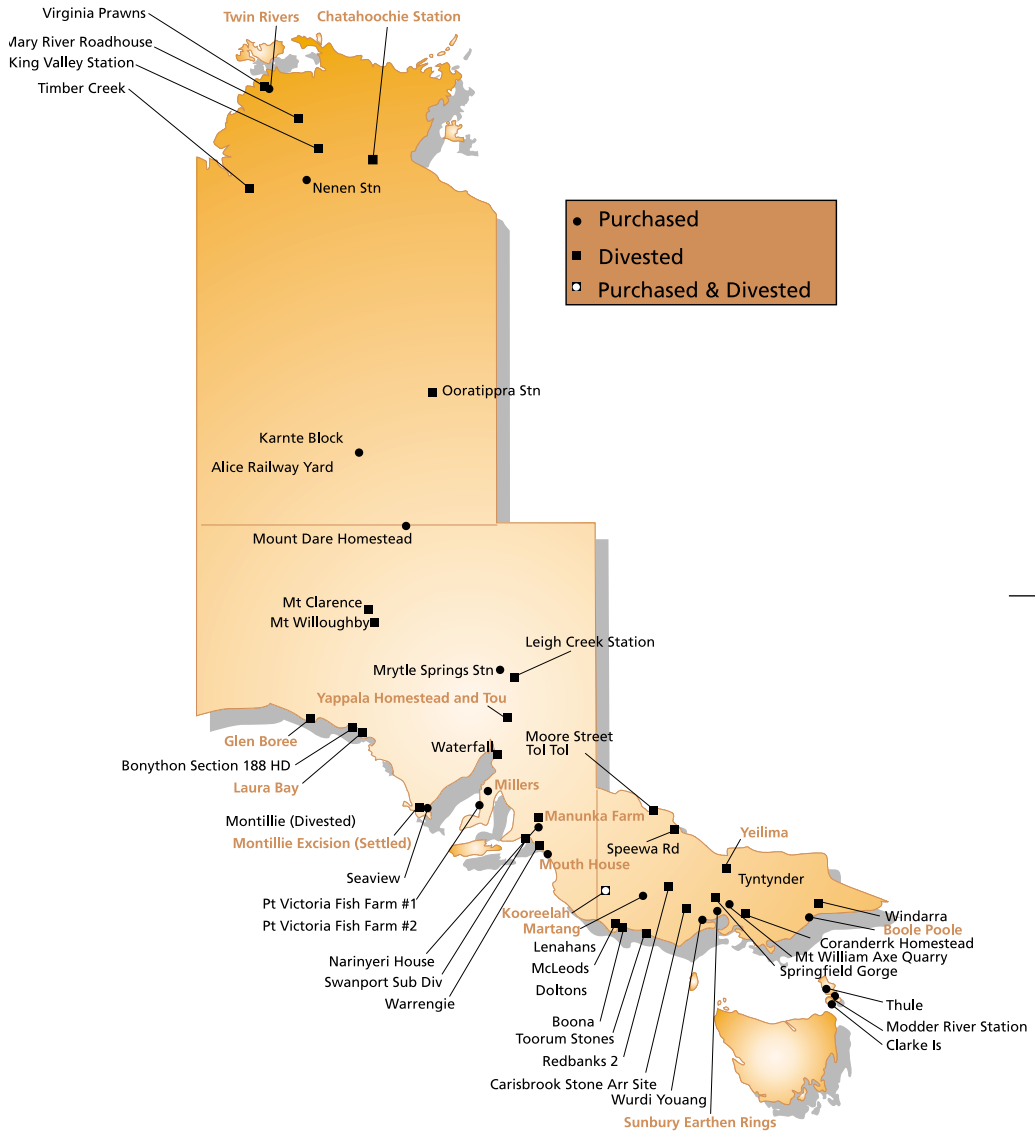 Virginia Prawns
Twin Rivers
Chatahoochie Station
Mary River Roadhouse
King Valley Station
Timber Creek
Nenen Stn
Purchased
Divested
Purchased & Divested
Ooratippra Stn
Karnte Block
Alice Railway Yard
Mount Dare Homestead
Mt Clarence
Mt Willoughby
Leigh Creek Station
Mrytle Springs Stn
Yappala Homestead and Tou
Glen Boree
Waterfall
Moore Street
Tol Tol
Bonython Section 188 HD
Laura Bay
Millers
Montillie (Divested)
Manunka Farm
Montillie Excision (Settled)
Speewa Rd
Yeilima
Mouth House
Seaview
Tyntynder
Pt Victoria Fish Farm #1
Kooreelah
Pt Victoria Fish Farm #2
Martang
Windarra
Boole Poole
Lenahans
Coranderrk Homestead
Narinyeri House
Mt William Axe Quarry
McLeods
Springfield Gorge
Swanport Sub Div
Doltons
Warrengie
Thule
Boona
Modder River Station
Toorum Stones
Clarke Is
Redbanks 2
Carisbrook Stone Arr Site
Wurdi Youang
Sunbury Earthen Rings